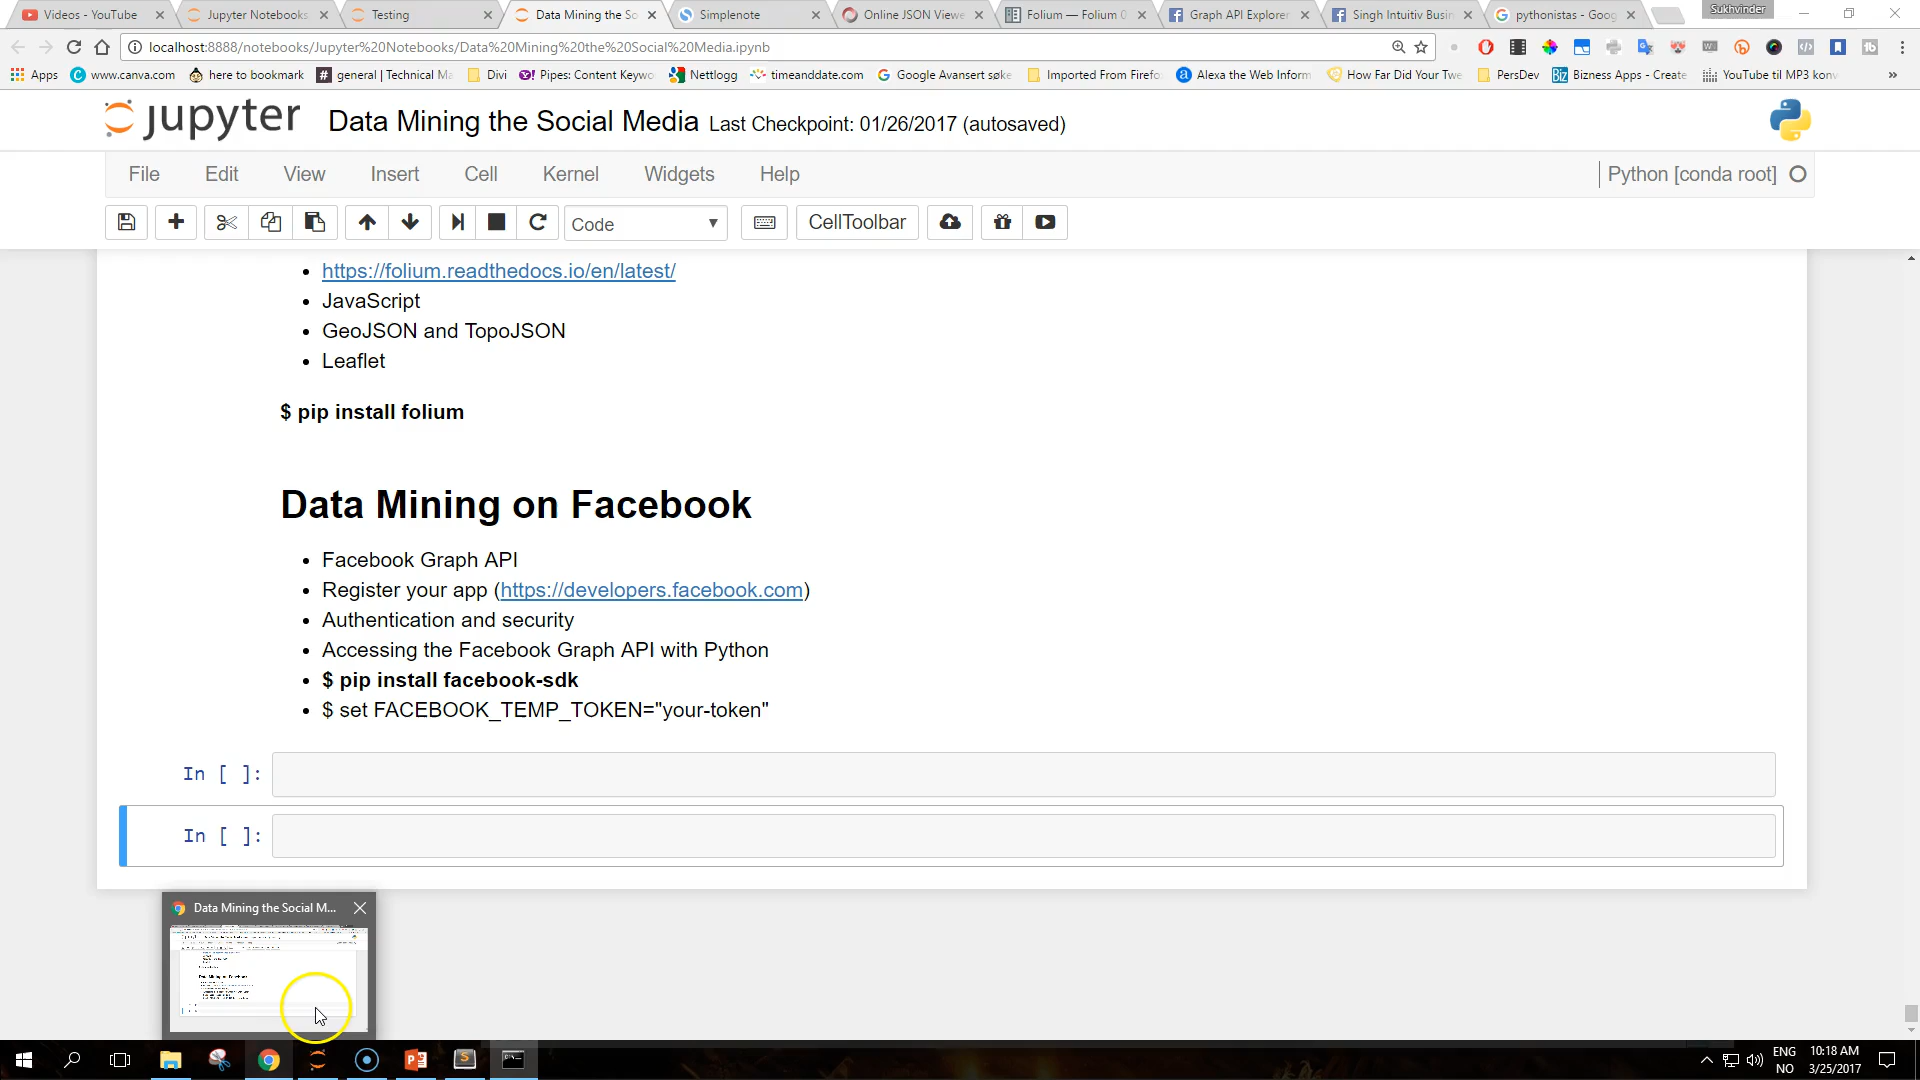 Videos - YouTube
Jupyter Notebooks
Testing
Data Mining the So
Simplenote
Online JSON Viewe
Folium — Folium 0
Graph API Explorer
Singh Intuitiv Busin
pythonistas - Goog
Sukhvinder
localhost:8888/notebooks/Jupyter%20Notebooks/Data%20Mining%20the%20Social%20Media.ipynb
Apps
www.canva.com
here to bookmark
general | Technical Ma
Divi
Pipes: Content Keywo
Nettlogg
timeanddate.com
Google Avansert søke
Imported From Firefo
Alexa the Web Inform
How Far Did Your Twe
PersDev
Bizness Apps - Create
YouTube til MP3 konv
jupyter Data Mining the Social Media Last Checkpoint: 01/26/2017 (autosaved)
File Edit View Insert Cell Kernel Widgets Help Python [conda root]
Code CellToolbar
https://folium.readthedocs.io/en/latest/
JavaScript
GeoJSON and TopoJSON
Leaflet
$ pip install folium
Data Mining on Facebook
Facebook Graph API
Register your app (https://developers.facebook.com)
Authentication and security
Accessing the Facebook Graph API with Python
$ pip install facebook-sdk
$ set FACEBOOK_TEMP_TOKEN="your-token"
In [ ]:
In [ ]:
Data Mining the Social M...
ENG 10:18 AM
NO 3/25/2017